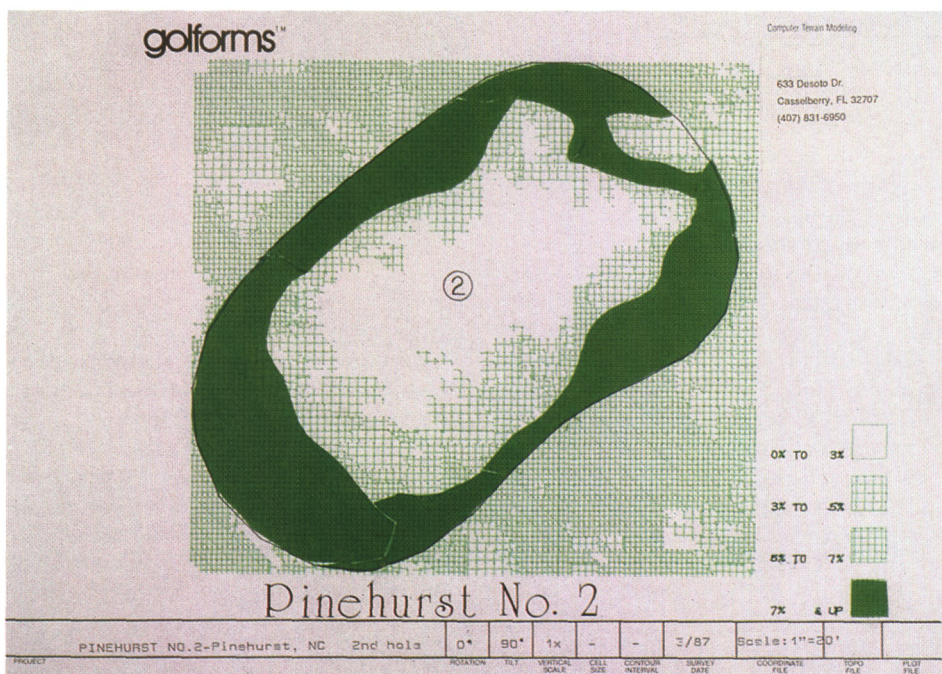 golforms™
Computer Terrain Modeling
633 Desoto Dr.
Casselberry, FL 32707
(407) 831-6950
2
0% TO 3%
3% TO 5%
5% TO 7%
7% & UP
Pinehurst No. 2
PINEHURST NO.2-Pinehurst, NC 2nd hole 0° 90° 1x - - 3/87 Scale: 1"=20'
PROJECT ROTATION TILT VERTICAL SCALE CELL SIZE CONTOUR INTERVAL SURVEY DATE COORDINATE FILE TOPO FILE PLOT FILE